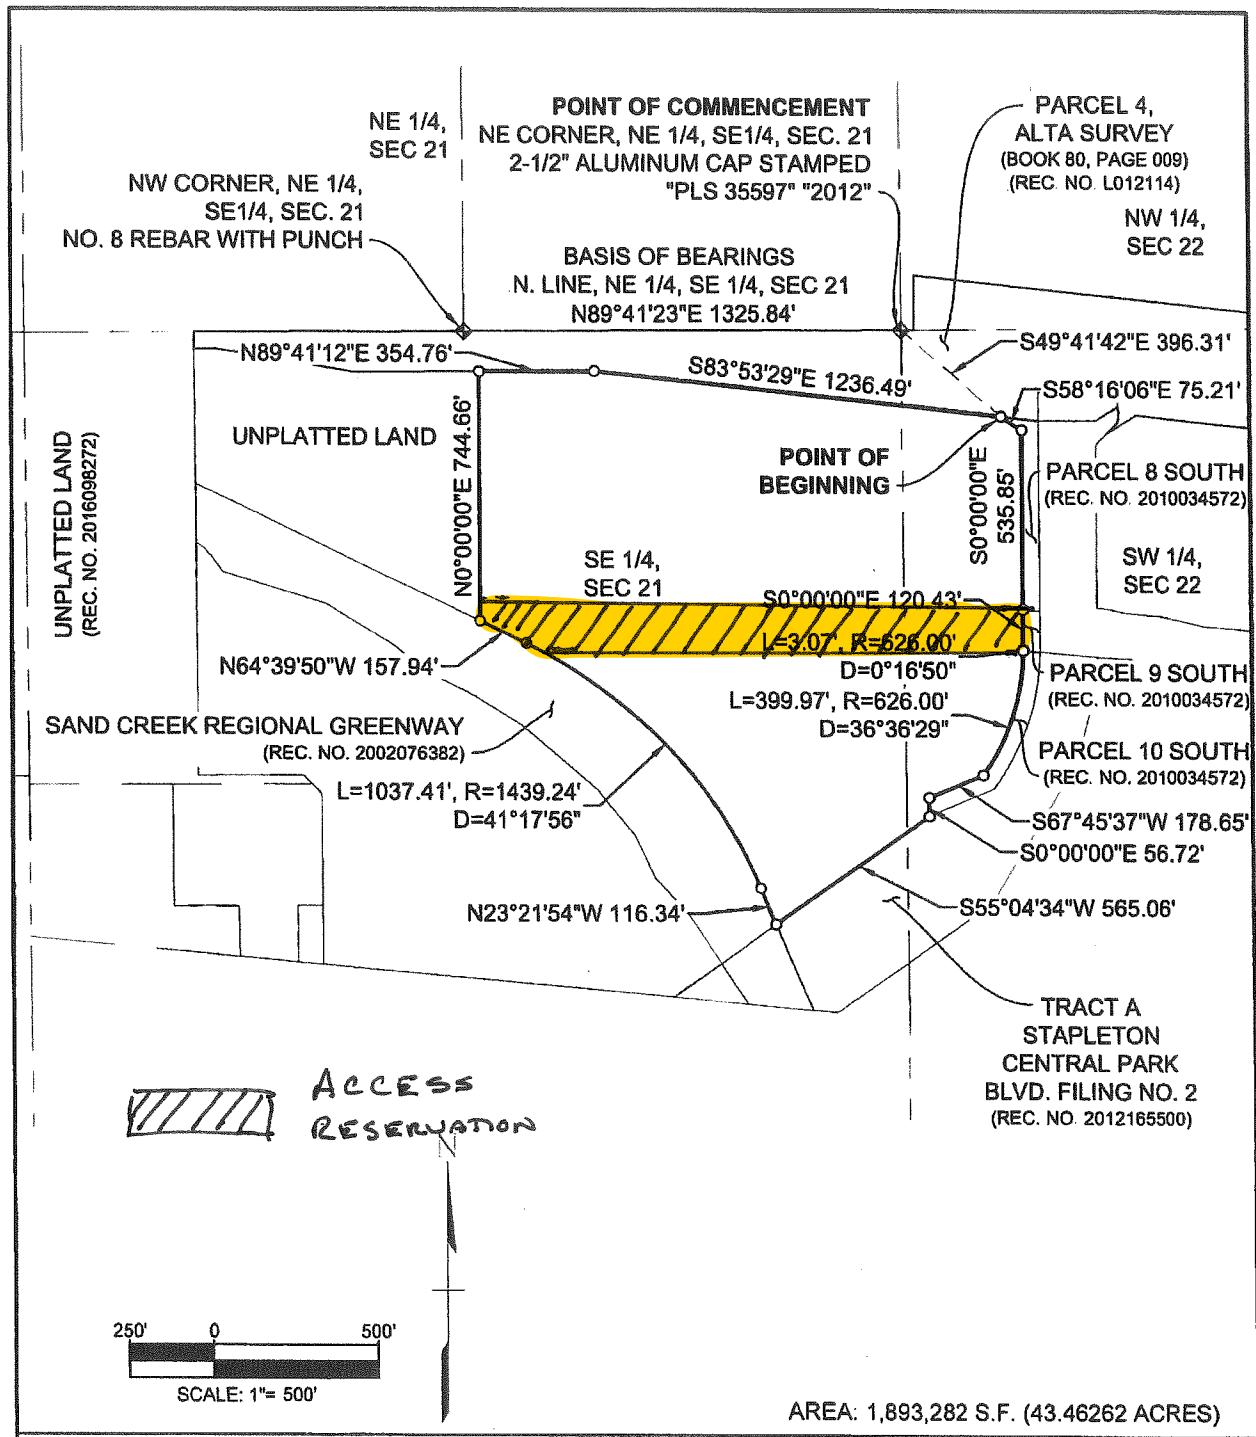 NE 1/4,
SEC 21
POINT OF COMMENCEMENT
NE CORNER, NE 1/4, SE1/4, SEC. 21
2-1/2" ALUMINUM CAP STAMPED
"PLS 35597" "2012"
PARCEL 4,
ALTA SURVEY
(BOOK 80, PAGE 009)
(REC. NO. L012114)
NW CORNER, NE 1/4,
SE1/4, SEC. 21
NO. 8 REBAR WITH PUNCH
NW 1/4,
SEC 22
BASIS OF BEARINGS
N. LINE, NE 1/4, SE 1/4, SEC 21
N89°41'23"E 1325.84'
N89°41'12"E 354.76'
S83°53'29"E 1236.49'
S49°41'42"E 396.31'
S58°16'06"E 75.21'
UNPLATTED LAND
(REC. NO. 2016098272)
UNPLATTED LAND
N0°00'00"E 744.66'
POINT OF
BEGINNING
S0°00'00"E
535.85'
PARCEL 8 SOUTH
(REC. NO. 2010034572)
SE 1/4,
SEC 21
SW 1/4,
SEC 22
S0°00'00"E 120.43'
L=3.07', R=626.00'
D=0°16'50"
N64°39'50"W 157.94'
PARCEL 9 SOUTH
(REC. NO. 2010034572)
L=399.97', R=626.00'
D=36°36'29"
SAND CREEK REGIONAL GREENWAY
(REC. NO. 2002076382)
PARCEL 10 SOUTH
(REC. NO. 2010034572)
L=1037.41', R=1439.24'
D=41°17'56"
S67°45'37"W 178.65'
S0°00'00"E 56.72'
N23°21'54"W 116.34'
S55°04'34"W 565.06'
TRACT A
STAPLETON
CENTRAL PARK
BLVD. FILING NO. 2
(REC. NO. 2012165500)
ACCESS
RESERVATION
N
250' 0 500'
SCALE: 1"= 500'
AREA: 1,893,282 S.F. (43.46262 ACRES)